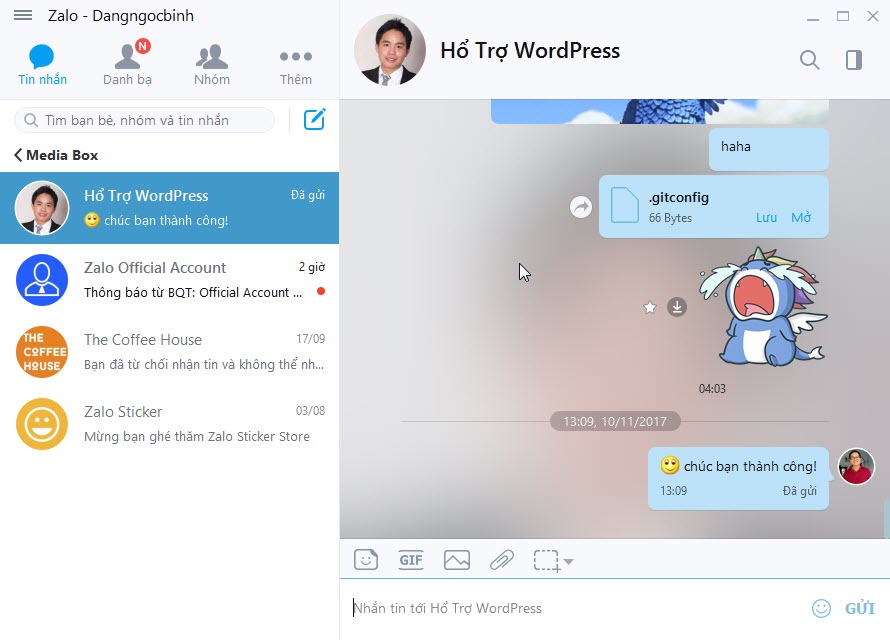 Zalo - Dangngocbinh
Tin nhắn
Danh bạ
N
Nhóm
Thêm
Tìm bạn bè, nhóm và tin nhắn
Media Box
Hổ Trợ WordPress
Đã gửi
chúc bạn thành công!
Zalo Official Account
2 giờ
Thông báo từ BQT: Official Account ...
THE COFFEE HOUSE
The Coffee House
17/09
Bạn đã từ chối nhận tin và không thể nh...
Zalo Sticker
03/08
Mừng bạn ghé thăm Zalo Sticker Store
Hổ Trợ WordPress
haha
.gitconfig
66 Bytes
Lưu
Mở
04:03
13:09, 10/11/2017
chúc bạn thành công!
13:09
Đã gửi
GIF
Nhắn tin tới Hổ Trợ WordPress
GỬI